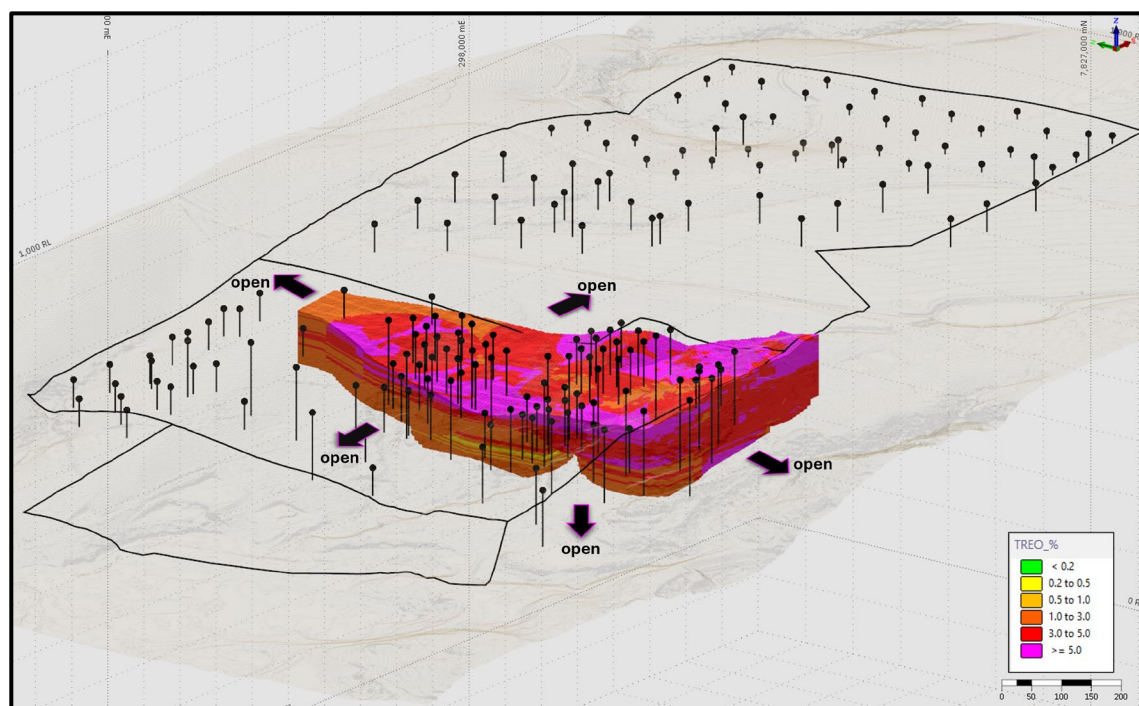 298,000 mE
7,827,000 mN
Z
1,000 RL
open
open
open
open
open
TREO_%
< 0.2
0.2 to 0.5
0.5 to 1.0
1.0 to 3.0
3.0 to 5.0
>= 5.0
0 50 100 150 200